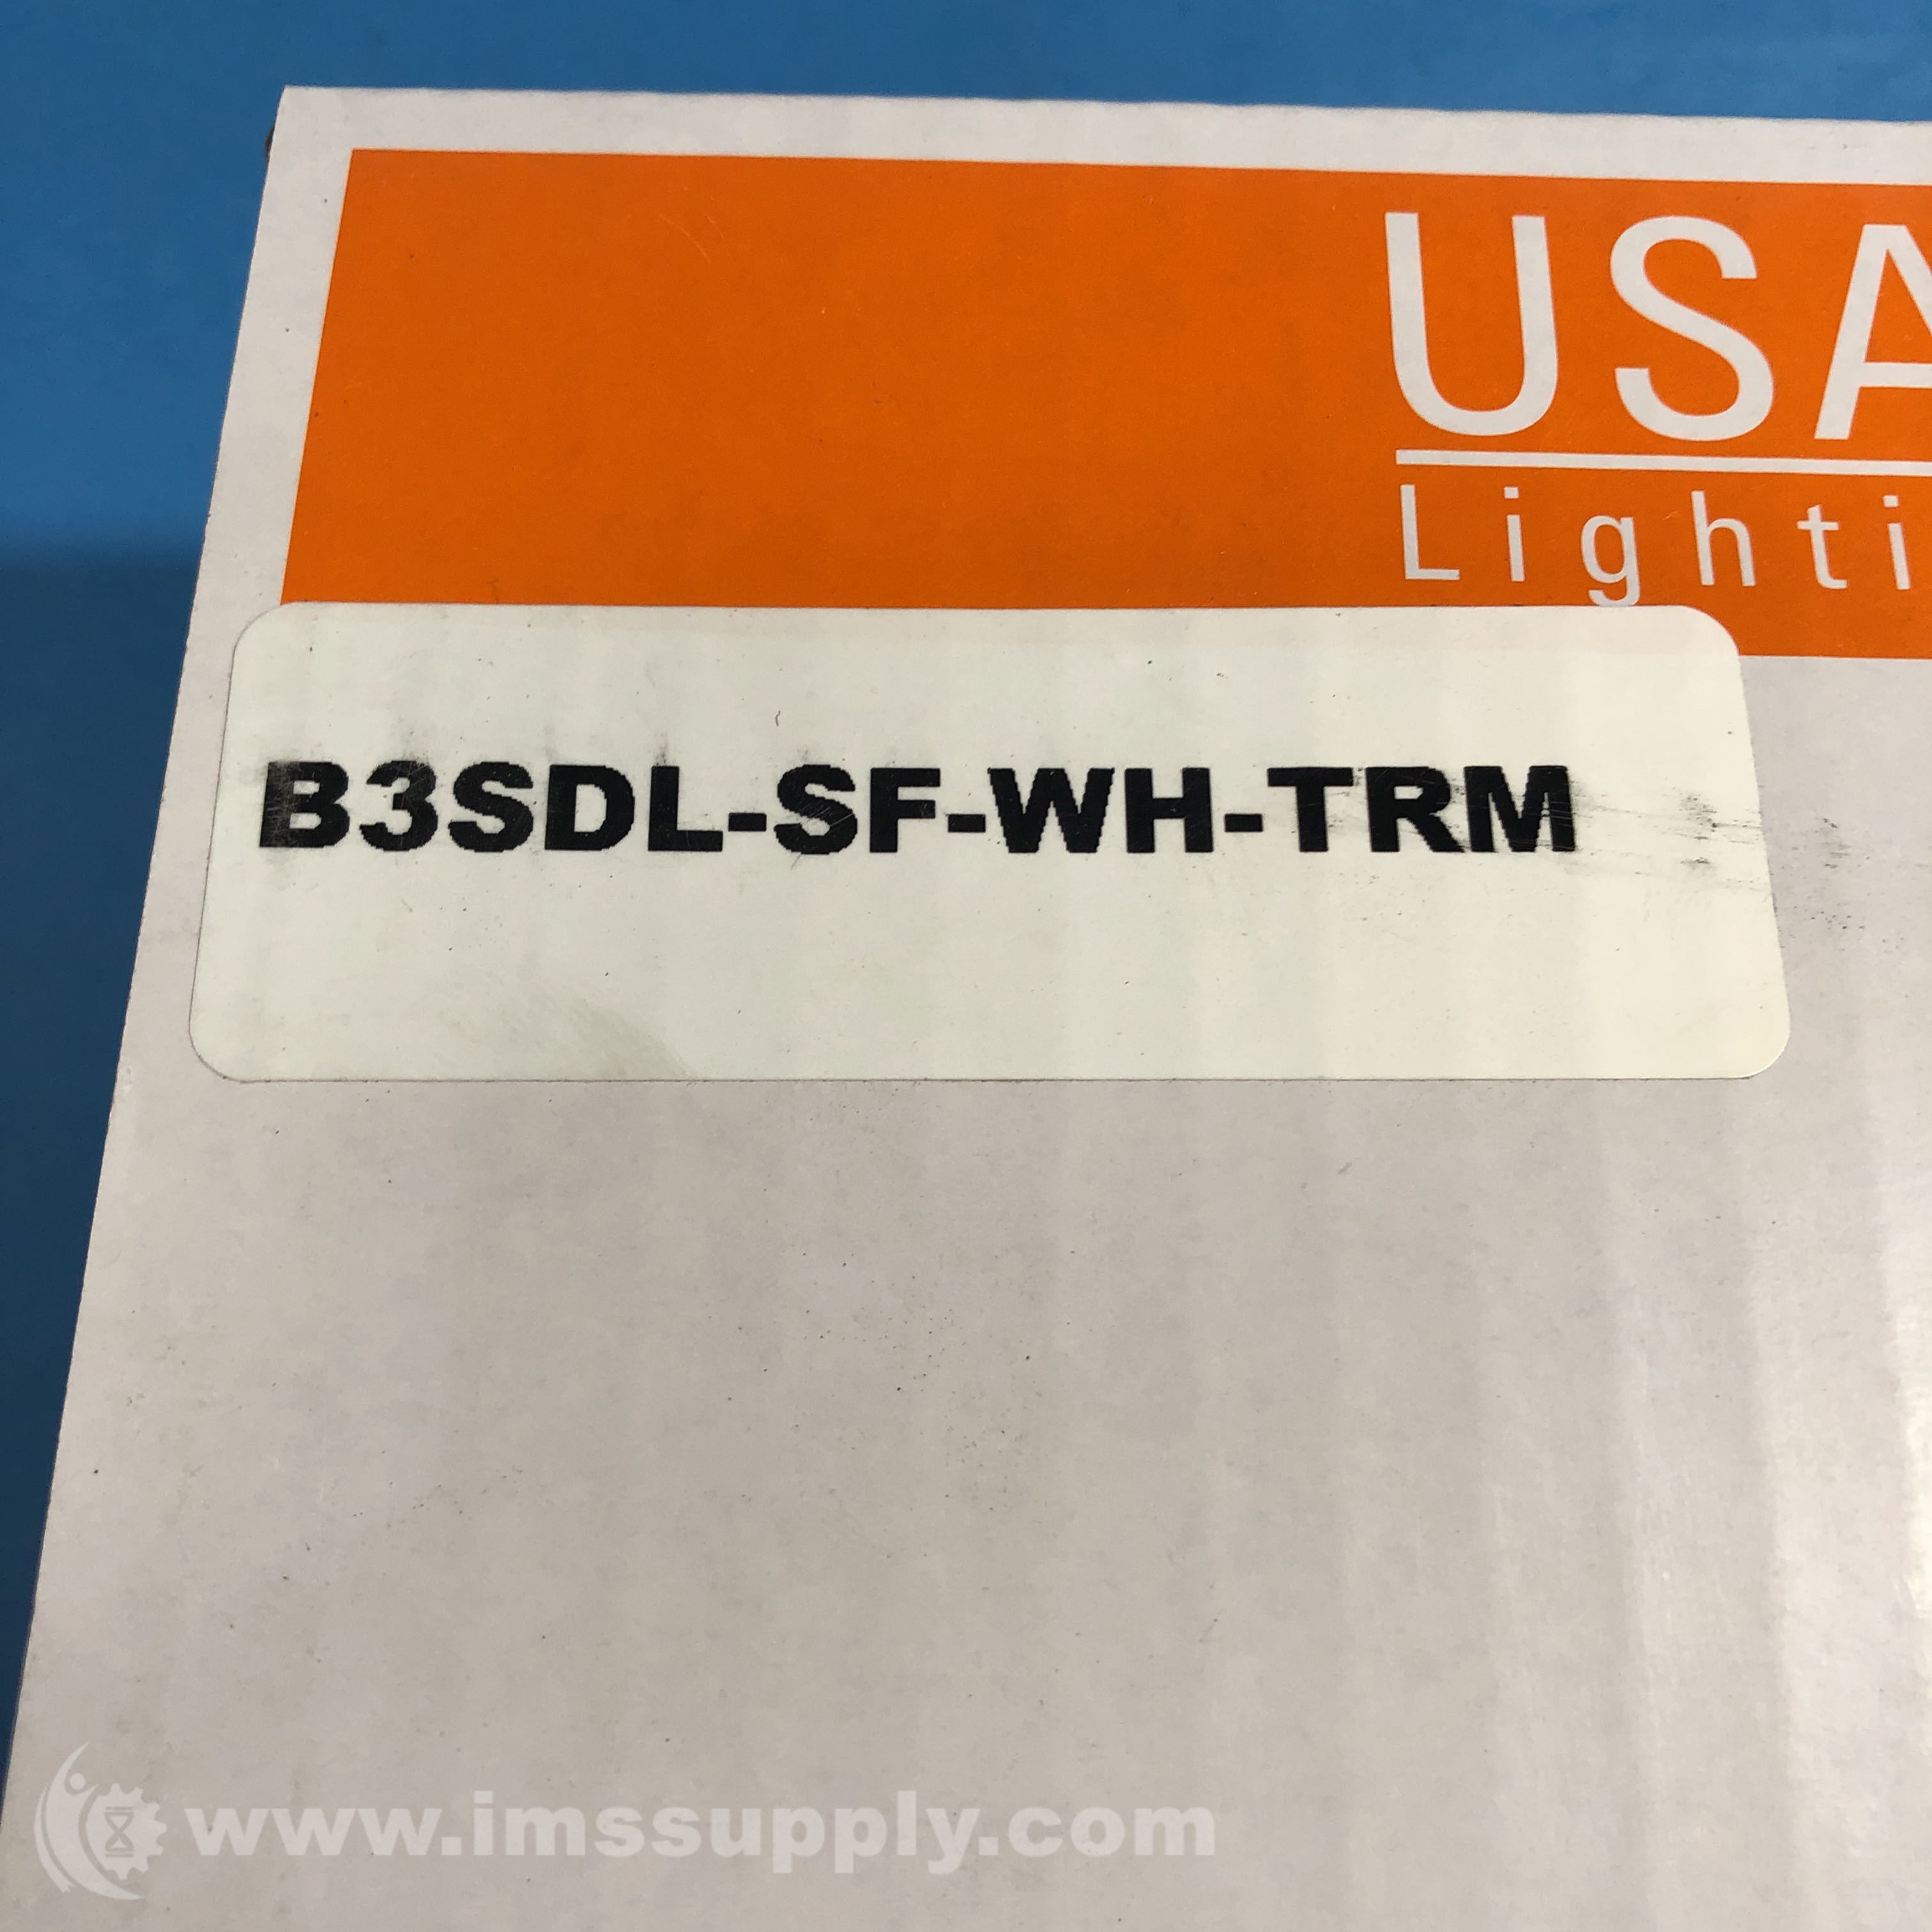 USA
Lighti
B3SDL-SF-WH-TRM
www.imssupply.com